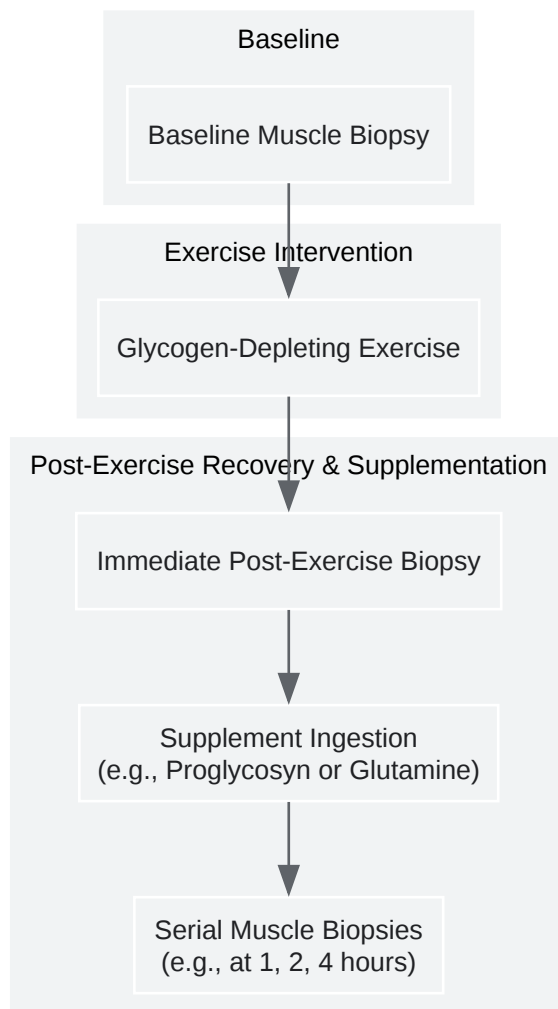 Baseline
Baseline Muscle Biopsy
Exercise Intervention
Glycogen-Depleting Exercise
Post-Exercise Recovery & Supplementation
Immediate Post-Exercise Biopsy
Supplement Ingestion
(e.g., Proglycosyn or Glutamine)
Serial Muscle Biopsies
(e.g., at 1, 2, 4 hours)